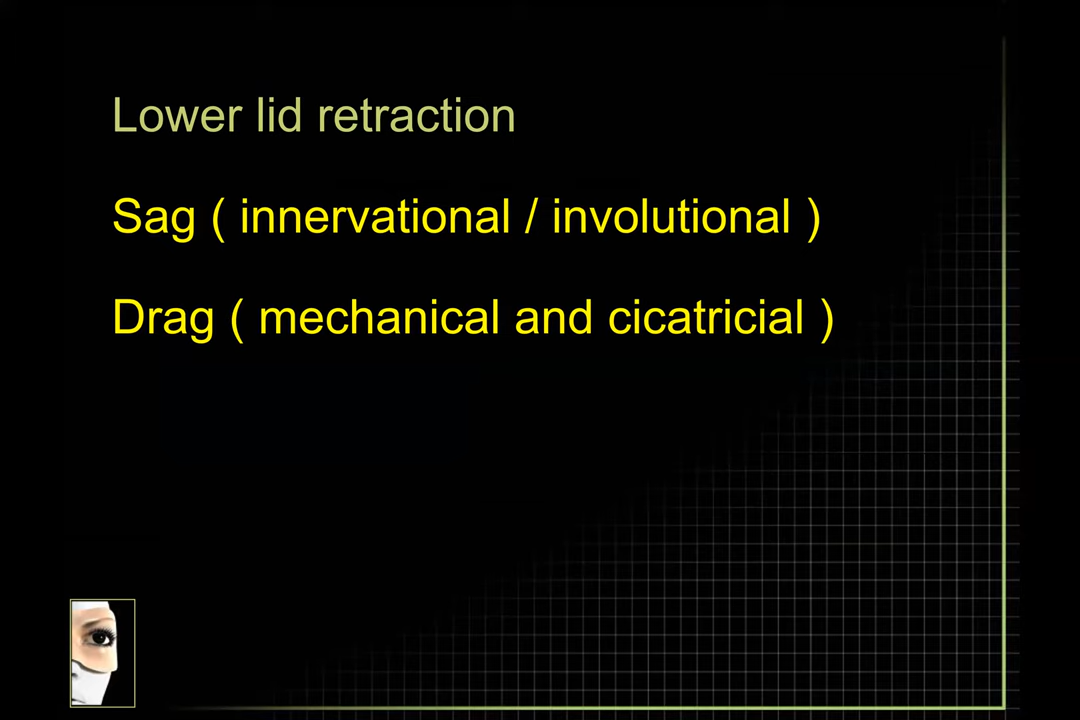 Lower lid retraction
Sag ( innervational / involutional )
Drag ( mechanical and cicatricial )